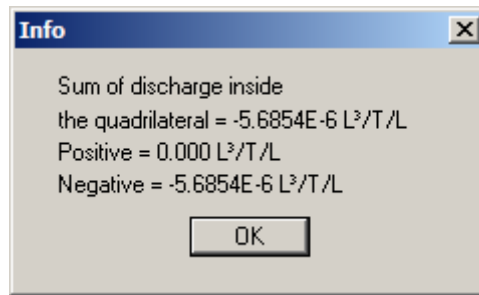 Info
Sum of discharge inside
the quadrilateral = -5.6854E-6 L³/T/L
Positive = 0.000 L³/T/L
Negative = -5.6854E-6 L³/T/L
OK